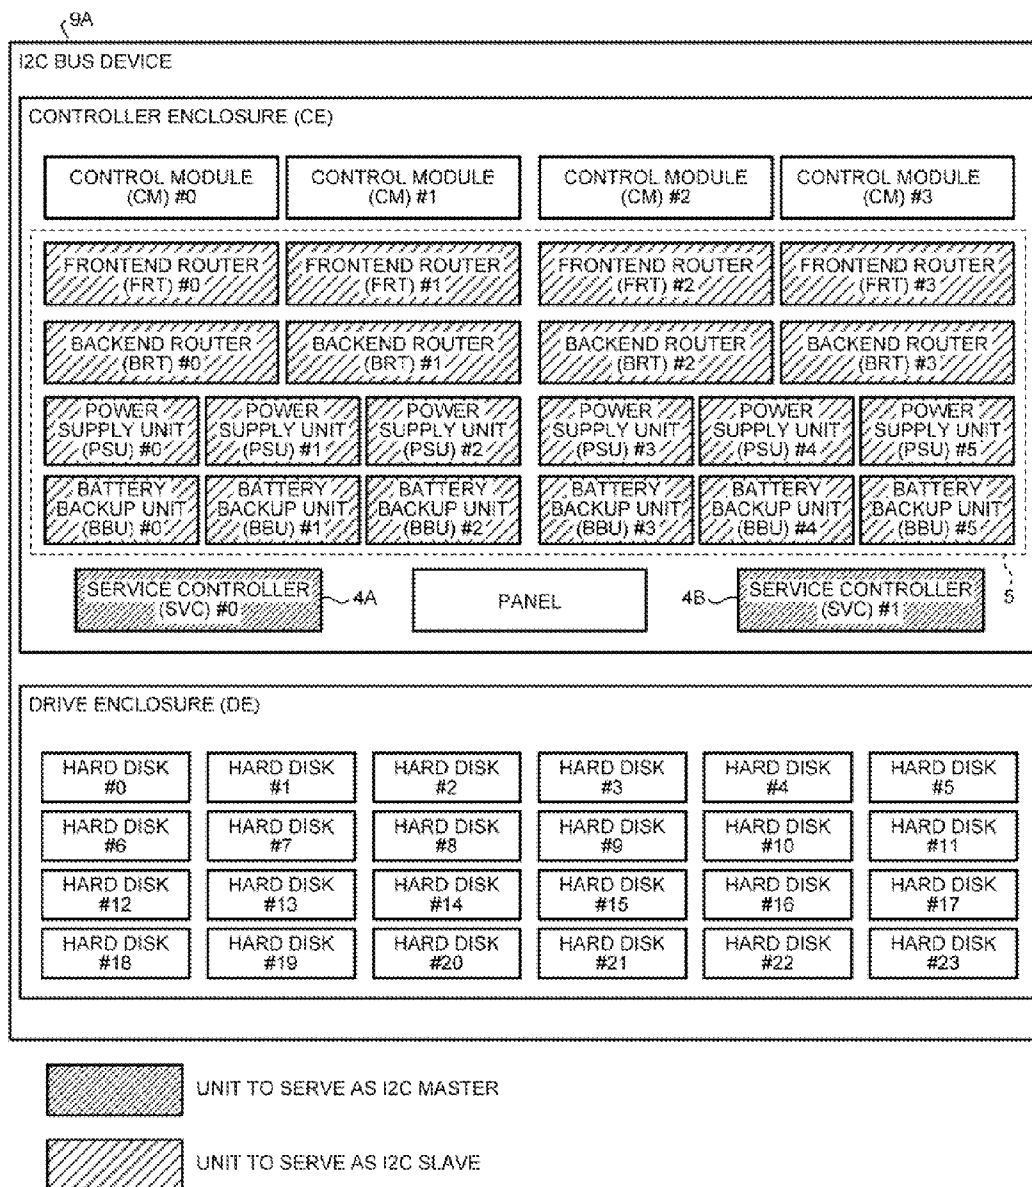 9A
I2C BUS DEVICE
CONTROLLER ENCLOSURE (CE)
CONTROL MODULE
(CM) #0
CONTROL MODULE
(CM) #1
CONTROL MODULE
(CM) #2
CONTROL MODULE
(CM) #3
FRONTEND ROUTER
(FRT) #0
FRONTEND ROUTER
(FRT) #1
FRONTEND ROUTER
(FRT) #2
FRONTEND ROUTER
(FRT) #3
BACKEND ROUTER
(BRT) #0
BACKEND ROUTER
(BRT) #1
BACKEND ROUTER
(BRT) #2
BACKEND ROUTER
(BRT) #3
POWER
SUPPLY UNIT
(PSU) #0
POWER
SUPPLY UNIT
(PSU) #1
POWER
SUPPLY UNIT
(PSU) #2
POWER
SUPPLY UNIT
(PSU) #3
POWER
SUPPLY UNIT
(PSU) #4
POWER
SUPPLY UNIT
(PSU) #5
BATTERY
BACKUP UNIT
(BBU) #0
BATTERY
BACKUP UNIT
(BBU) #1
BATTERY
BACKUP UNIT
(BBU) #2
BATTERY
BACKUP UNIT
(BBU) #3
BATTERY
BACKUP UNIT
(BBU) #4
BATTERY
BACKUP UNIT
(BBU) #5
SERVICE CONTROLLER
(SVC) #0
4A
PANEL
4B
SERVICE CONTROLLER
(SVC) #1
5
DRIVE ENCLOSURE (DE)
HARD DISK
#0
HARD DISK
#1
HARD DISK
#2
HARD DISK
#3
HARD DISK
#4
HARD DISK
#5
HARD DISK
#6
HARD DISK
#7
HARD DISK
#8
HARD DISK
#9
HARD DISK
#10
HARD DISK
#11
HARD DISK
#12
HARD DISK
#13
HARD DISK
#14
HARD DISK
#15
HARD DISK
#16
HARD DISK
#17
HARD DISK
#18
HARD DISK
#19
HARD DISK
#20
HARD DISK
#21
HARD DISK
#22
HARD DISK
#23
UNIT TO SERVE AS I2C MASTER
UNIT TO SERVE AS I2C SLAVE